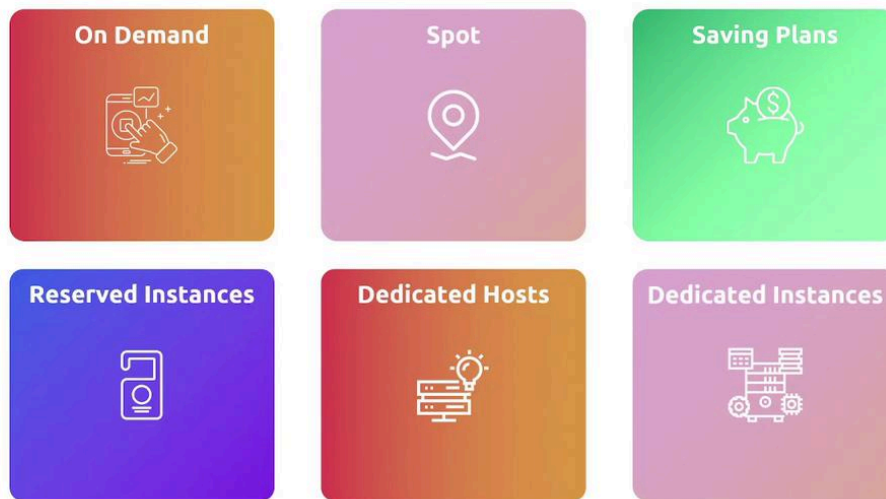 On Demand
Spot
Saving Plans
Reserved Instances
Dedicated Hosts
Dedicated Instances